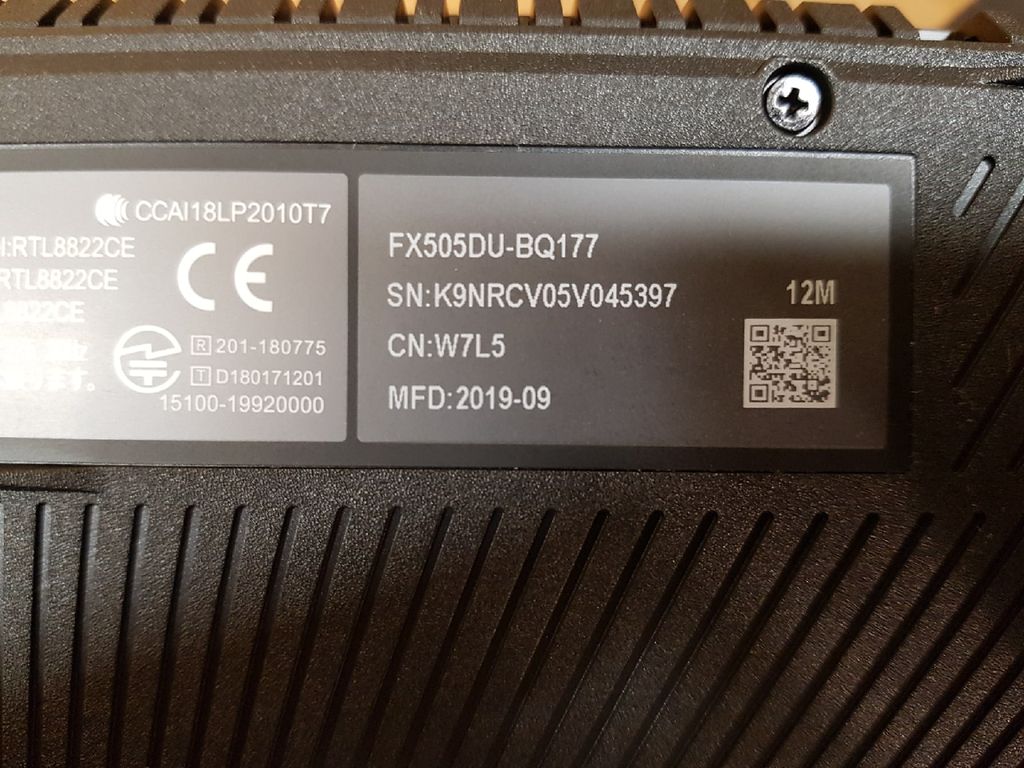 CCAI18LP2010T7
:RTL8822CE
RTL8822CE
8822CE
CE
R 201-180775
T D180171201
15100-19920000
FX505DU-BQ177
SN:K9NRCV05V045397
12M
CN:W7L5
MFD:2019-09